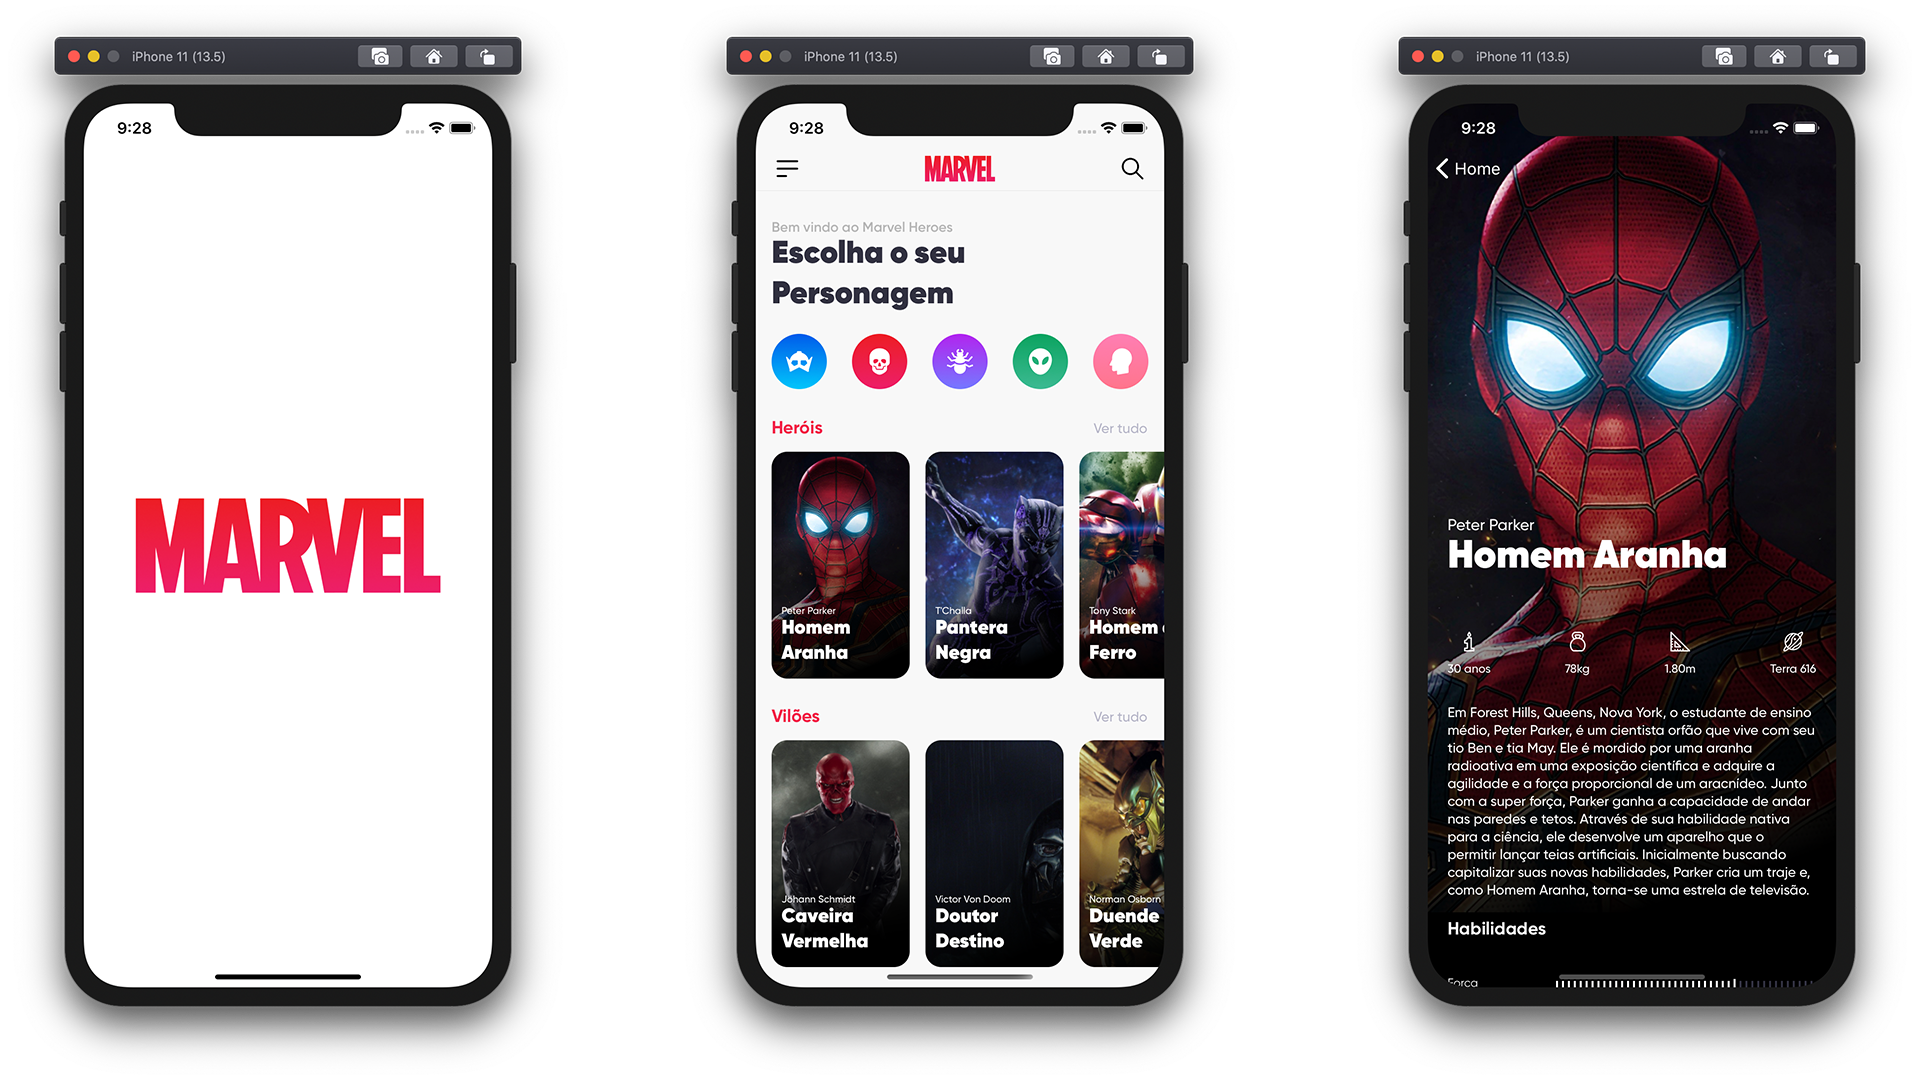 iPhone 11 (13.5)
9:28
MARVEL
iPhone 11 (13.5)
9:28
MARVEL
Bem vindo ao Marvel Heroes
Escolha o seu
Personagem
Heróis
Ver tudo
Peter Parker
Homem
Aranha
T'Challa
Pantera
Negra
Tony Stark
Homem
Ferro
Vilões
Ver tudo
Johann Schmidt
Caveira
Vermelha
Victor Von Doom
Doutor
Destino
Norman Osborn
Duende
Verde
iPhone 11 (13.5)
9:28
Home
Peter Parker
Homem Aranha
30 anos
78kg
1.80m
Terra 616
Em Forest Hills, Queens, Nova York, o estudante de ensino
médio, Peter Parker, é um cientista orfão que vive com seu
tio Ben e tia May. Ele é mordido por uma aranha
radioativa em uma exposição científica e adquire a
agilidade e a força proporcional de um aracnídeo. Junto
com a super força, Parker ganha a capacidade de andar
nas paredes e tetos. Através de sua habilidade nativa
para a ciência, ele desenvolve um aparelho que o
permitir lançar teias artificiais. Inicialmente buscando
capitalizar suas novas habilidades, Parker cria um traje e,
como Homem Aranha, torna-se uma estrela de televisão.
Habilidades
Força